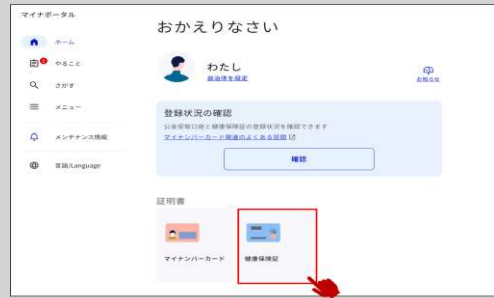 マイナポータル
おかえりなさい
ホーム
やること
さがす
メニュー
メンテナンス情報
言語/Language
わたし
自治体を設定
お知らせ
登録状況の確認
公金受取口座と健康保険証の登録状況を確認できます
マイナンバーカード関連のよくある質問
確認
証明書
マイナンバーカード
健康保険証